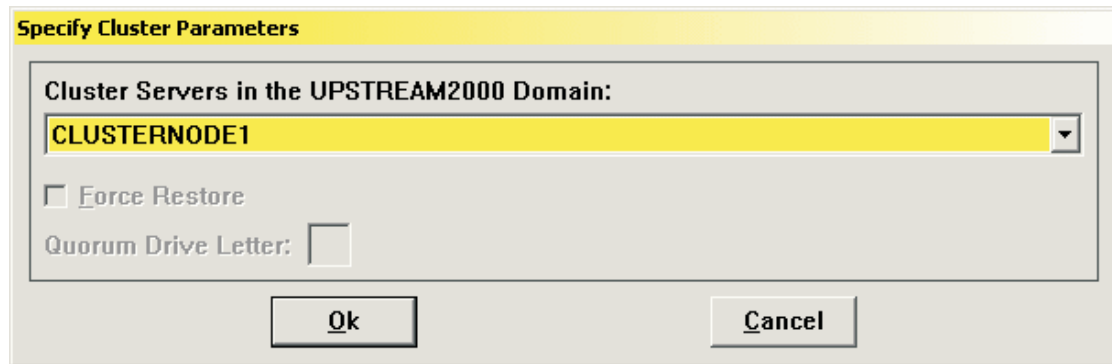 Specify Cluster Parameters
Cluster Servers in the UPSTREAM2000 Domain:
CLUSTERNODE1
Force Restore
Quorum Drive Letter:
Ok Cancel